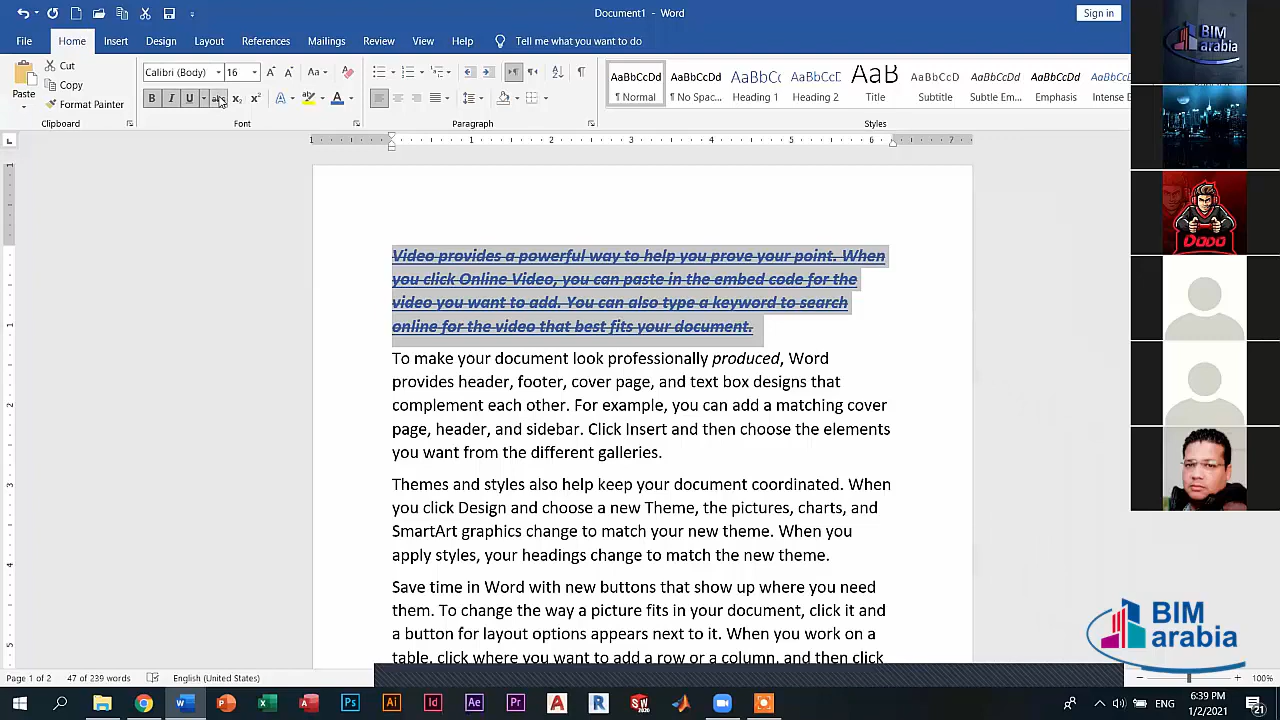 Document1 - Word
Sign in
File Home Insert Design Layout References Mailings Review View Help Tell me what you want to do
Paste
Cut
Copy
Format Painter
Clipboard
Calibri (Body) 16
Font
Paragraph
AaBbCcDd AaBbCcDd AaBbCc AaBbCcC AaB AaBbCcC AaBbCcDd AaBbCcDd AaBbCcDd
¶ Normal ¶ No Spac... Heading 1 Heading 2 Title Subtitle Subtle Em... Emphasis Intense E
Styles
1 1 2 3 4 5 6 7
Video provides a powerful way to help you prove your point. When
you click Online Video, you can paste in the embed code for the
video you want to add. You can also type a keyword to search
online for the video that best fits your document.
To make your document look professionally produced, Word
provides header, footer, cover page, and text box designs that
complement each other. For example, you can add a matching cover
page, header, and sidebar. Click Insert and then choose the elements
you want from the different galleries.
Themes and styles also help keep your document coordinated. When
you click Design and choose a new Theme, the pictures, charts, and
SmartArt graphics change to match your new theme. When you
apply styles, your headings change to match the new theme.
Save time in Word with new buttons that show up where you need
them. To change the way a picture fits in your document, click it and
a button for layout options appears next to it. When you work on a
table, click where you want to add a row or a column, and then click
BIM
arabia
DODO
BIM
arabia
Page 1 of 2 47 of 239 words English (United States)
100%
ENG
6:39 PM
1/2/2021
21